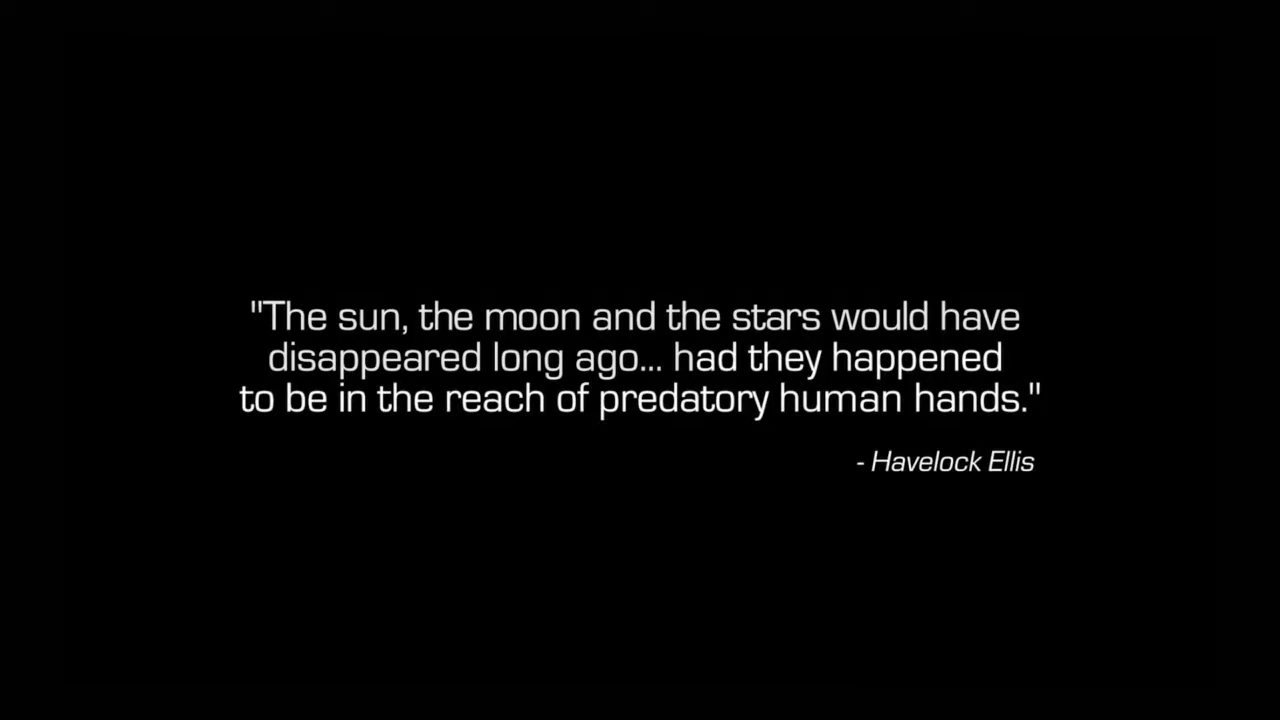 "The sun, the moon and the stars would have
disappeared long ago... had they happened
to be in the reach of predatory human hands."
- Havelock Ellis